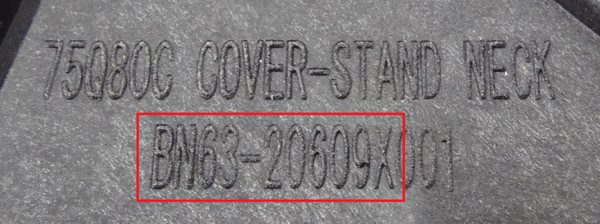 75Q80C COVER-STAND NECK
BN63-20609X001